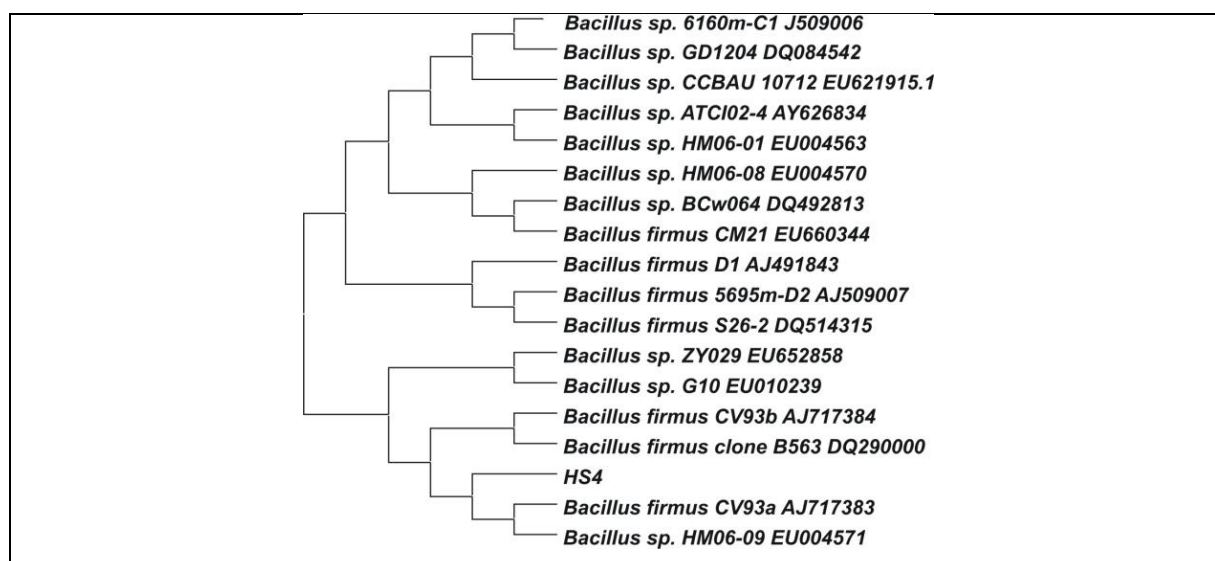 Bacillus sp. 6160m-C1 J509006
Bacillus sp. GD1204 DQ084542
Bacillus sp. CCBAU 10712 EU621915.1
Bacillus sp. ATCI02-4 AY626834
Bacillus sp. HM06-01 EU004563
Bacillus sp. HM06-08 EU004570
Bacillus sp. BCw064 DQ492813
Bacillus firmus CM21 EU660344
Bacillus firmus D1 AJ491843
Bacillus firmus 5695m-D2 AJ509007
Bacillus firmus S26-2 DQ514315
Bacillus sp. ZY029 EU652858
Bacillus sp. G10 EU010239
Bacillus firmus CV93b AJ717384
Bacillus firmus clone B563 DQ290000
HS4
Bacillus firmus CV93a AJ717383
Bacillus sp. HM06-09 EU004571